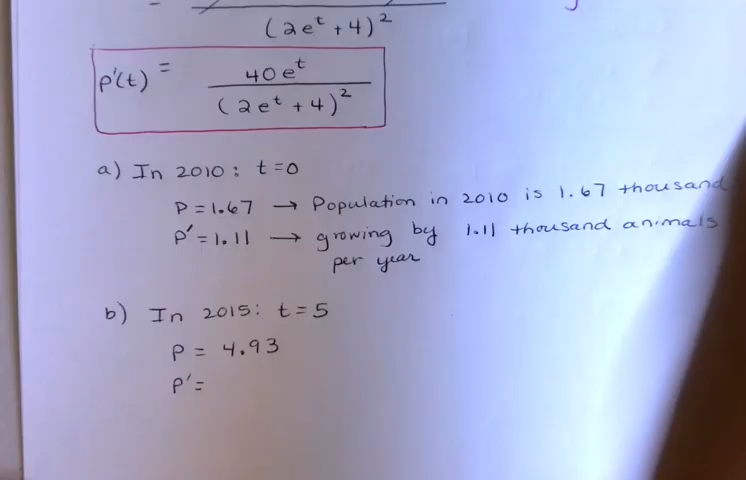 (2e^t + 4)^2
P'(t) = 40e^t / (2e^t + 4)^2
a) In 2010: t=0
P=1.67 → Population in 2010 is 1.67 thousand
P'=1.11 → growing by 1.11 thousand animals
per year
b) In 2015: t=5
P = 4.93
P'=